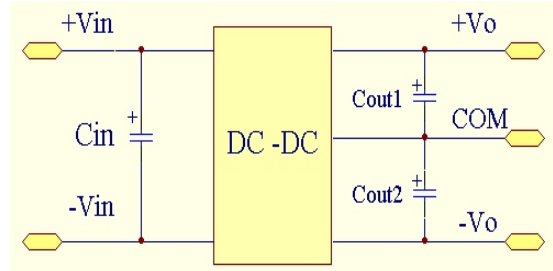 +Vin
+Vo
+
Cout1
+
COM
+
Cin
DC -DC
+
Cout2
-Vin
-Vo